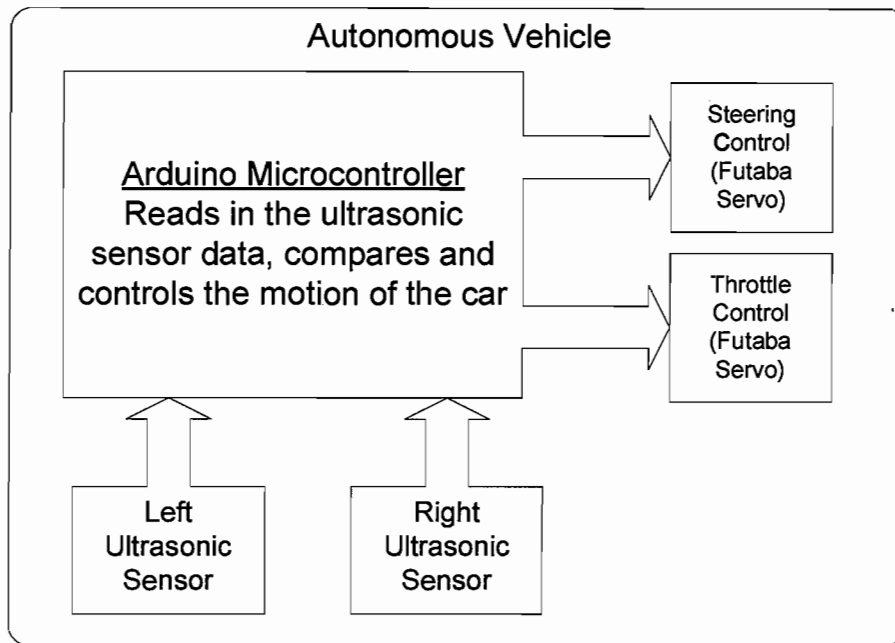 Autonomous Vehicle
Arduino Microcontroller
Reads in the ultrasonic
sensor data, compares and
controls the motion of the car
Steering
Control
(Futaba
Servo)
Throttle
Control
(Futaba
Servo)
Left
Ultrasonic
Sensor
Right
Ultrasonic
Sensor